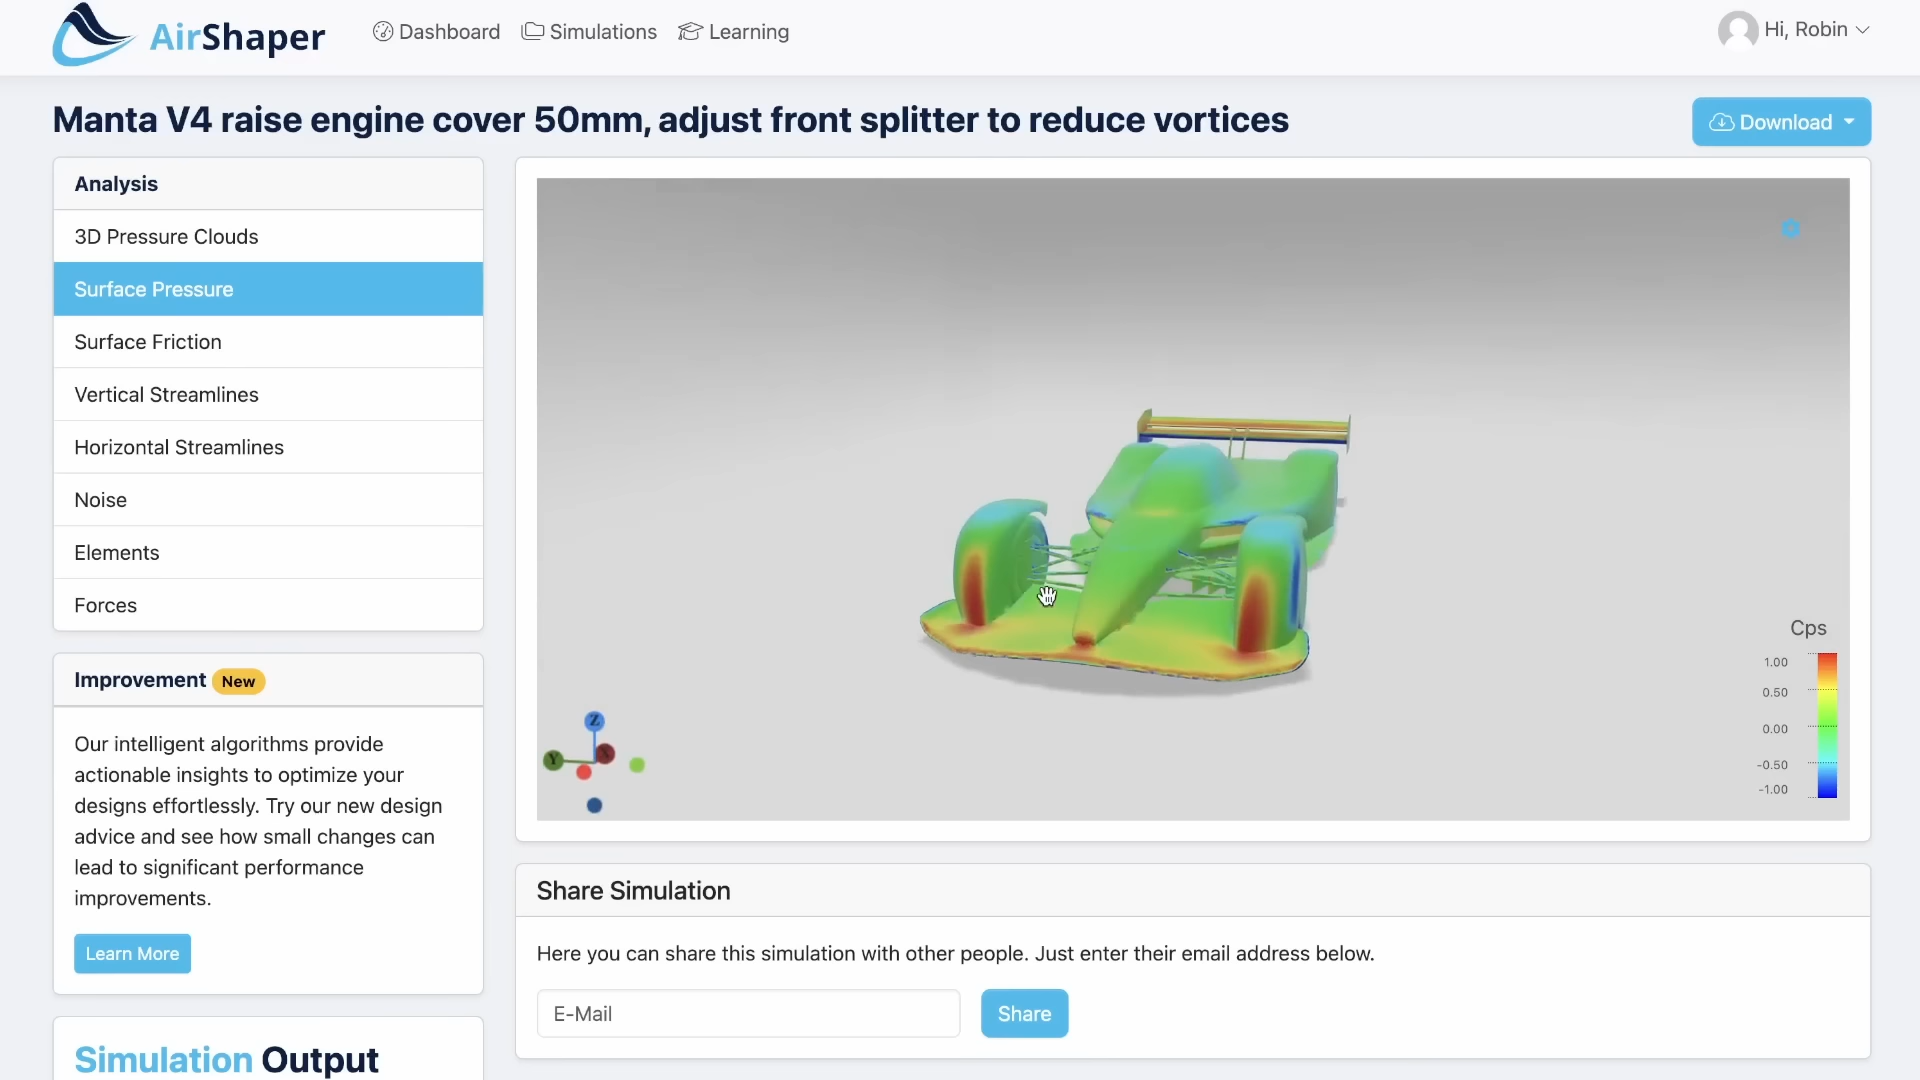 AirShaper
Dashboard
Simulations
Learning
Hi, Robin
Manta V4 raise engine cover 50mm, adjust front splitter to reduce vortices
Download
Analysis
3D Pressure Clouds
Surface Pressure
Surface Friction
Vertical Streamlines
Horizontal Streamlines
Noise
Elements
Forces
Improvement New
Our intelligent algorithms provide
actionable insights to optimize your
designs effortlessly. Try our new design
advice and see how small changes can
lead to significant performance
improvements.
Learn More
Simulation Output
Z
Y
X
Cps
1.00
0.50
0.00
-0.50
-1.00
Share Simulation
Here you can share this simulation with other people. Just enter their email address below.
E-Mail
Share